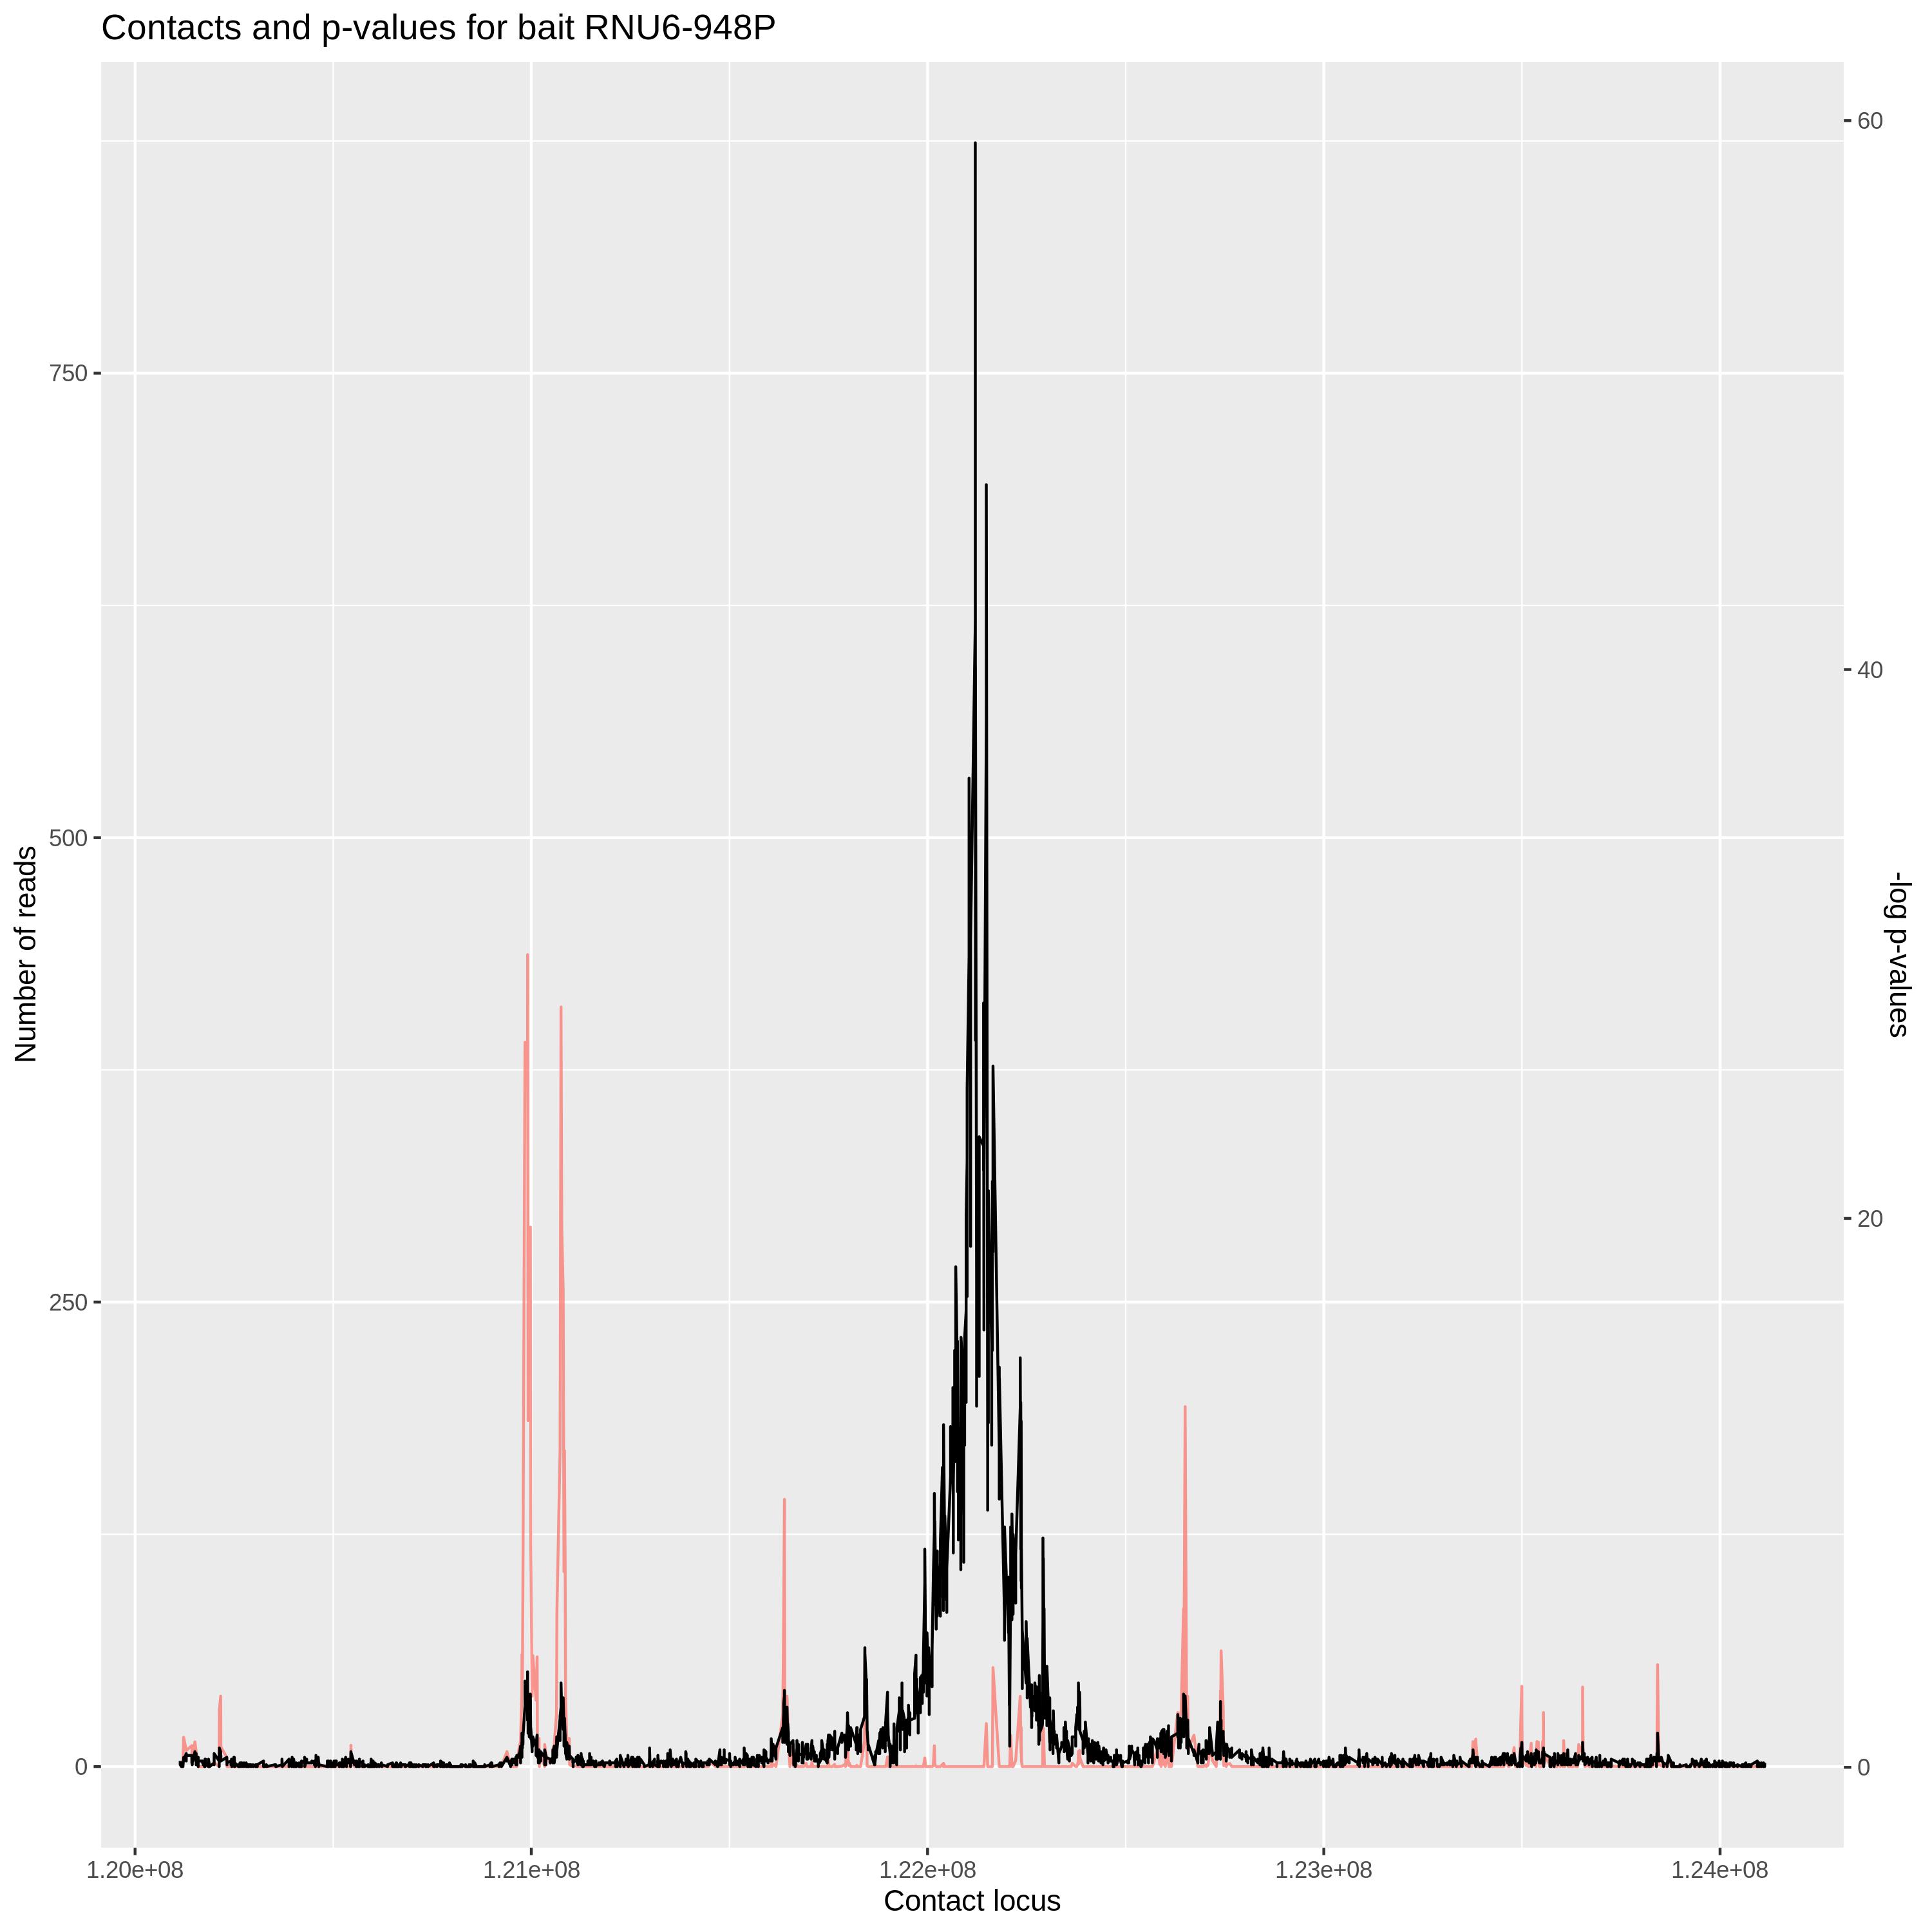 Contacts and p-values for bait RNU6-948P
Number of reads
750
500
250
0
60
40
20
0
-log p-values
1.20e+08 1.21e+08 1.22e+08 1.23e+08 1.24e+08
Contact locus